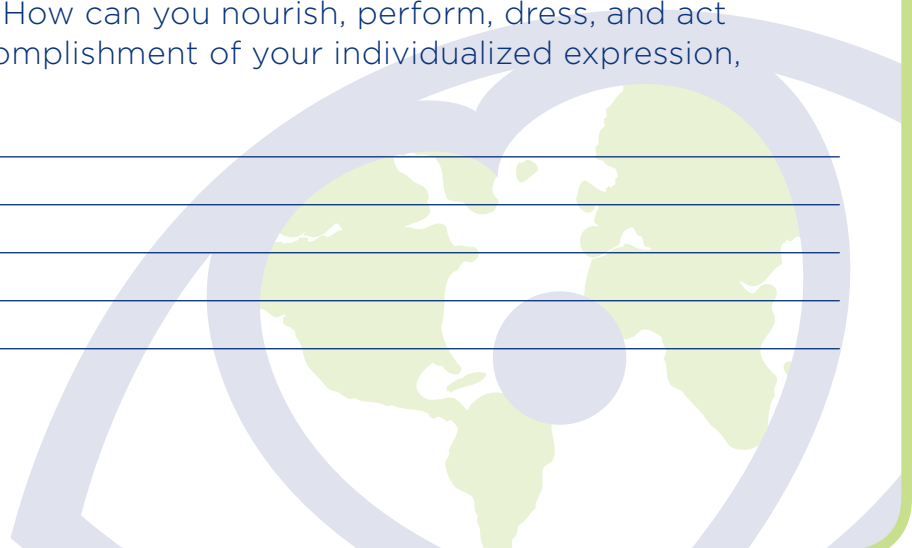 How can you nourish, perform, dress, and act
omplishment of your individualized expression,